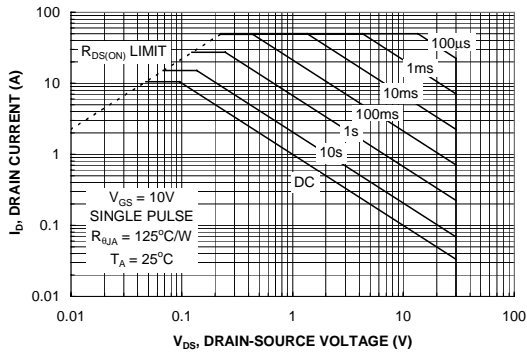 100
10
1
0.1
0.01
0.01
0.1
1
10
100
I_D, DRAIN CURRENT (A)
V_DS, DRAIN-SOURCE VOLTAGE (V)
R_DS(ON) LIMIT
100μs
1ms
10ms
100ms
1s
10s
DC
V_GS = 10V
SINGLE PULSE
R_θJA = 125°C/W
T_A = 25°C